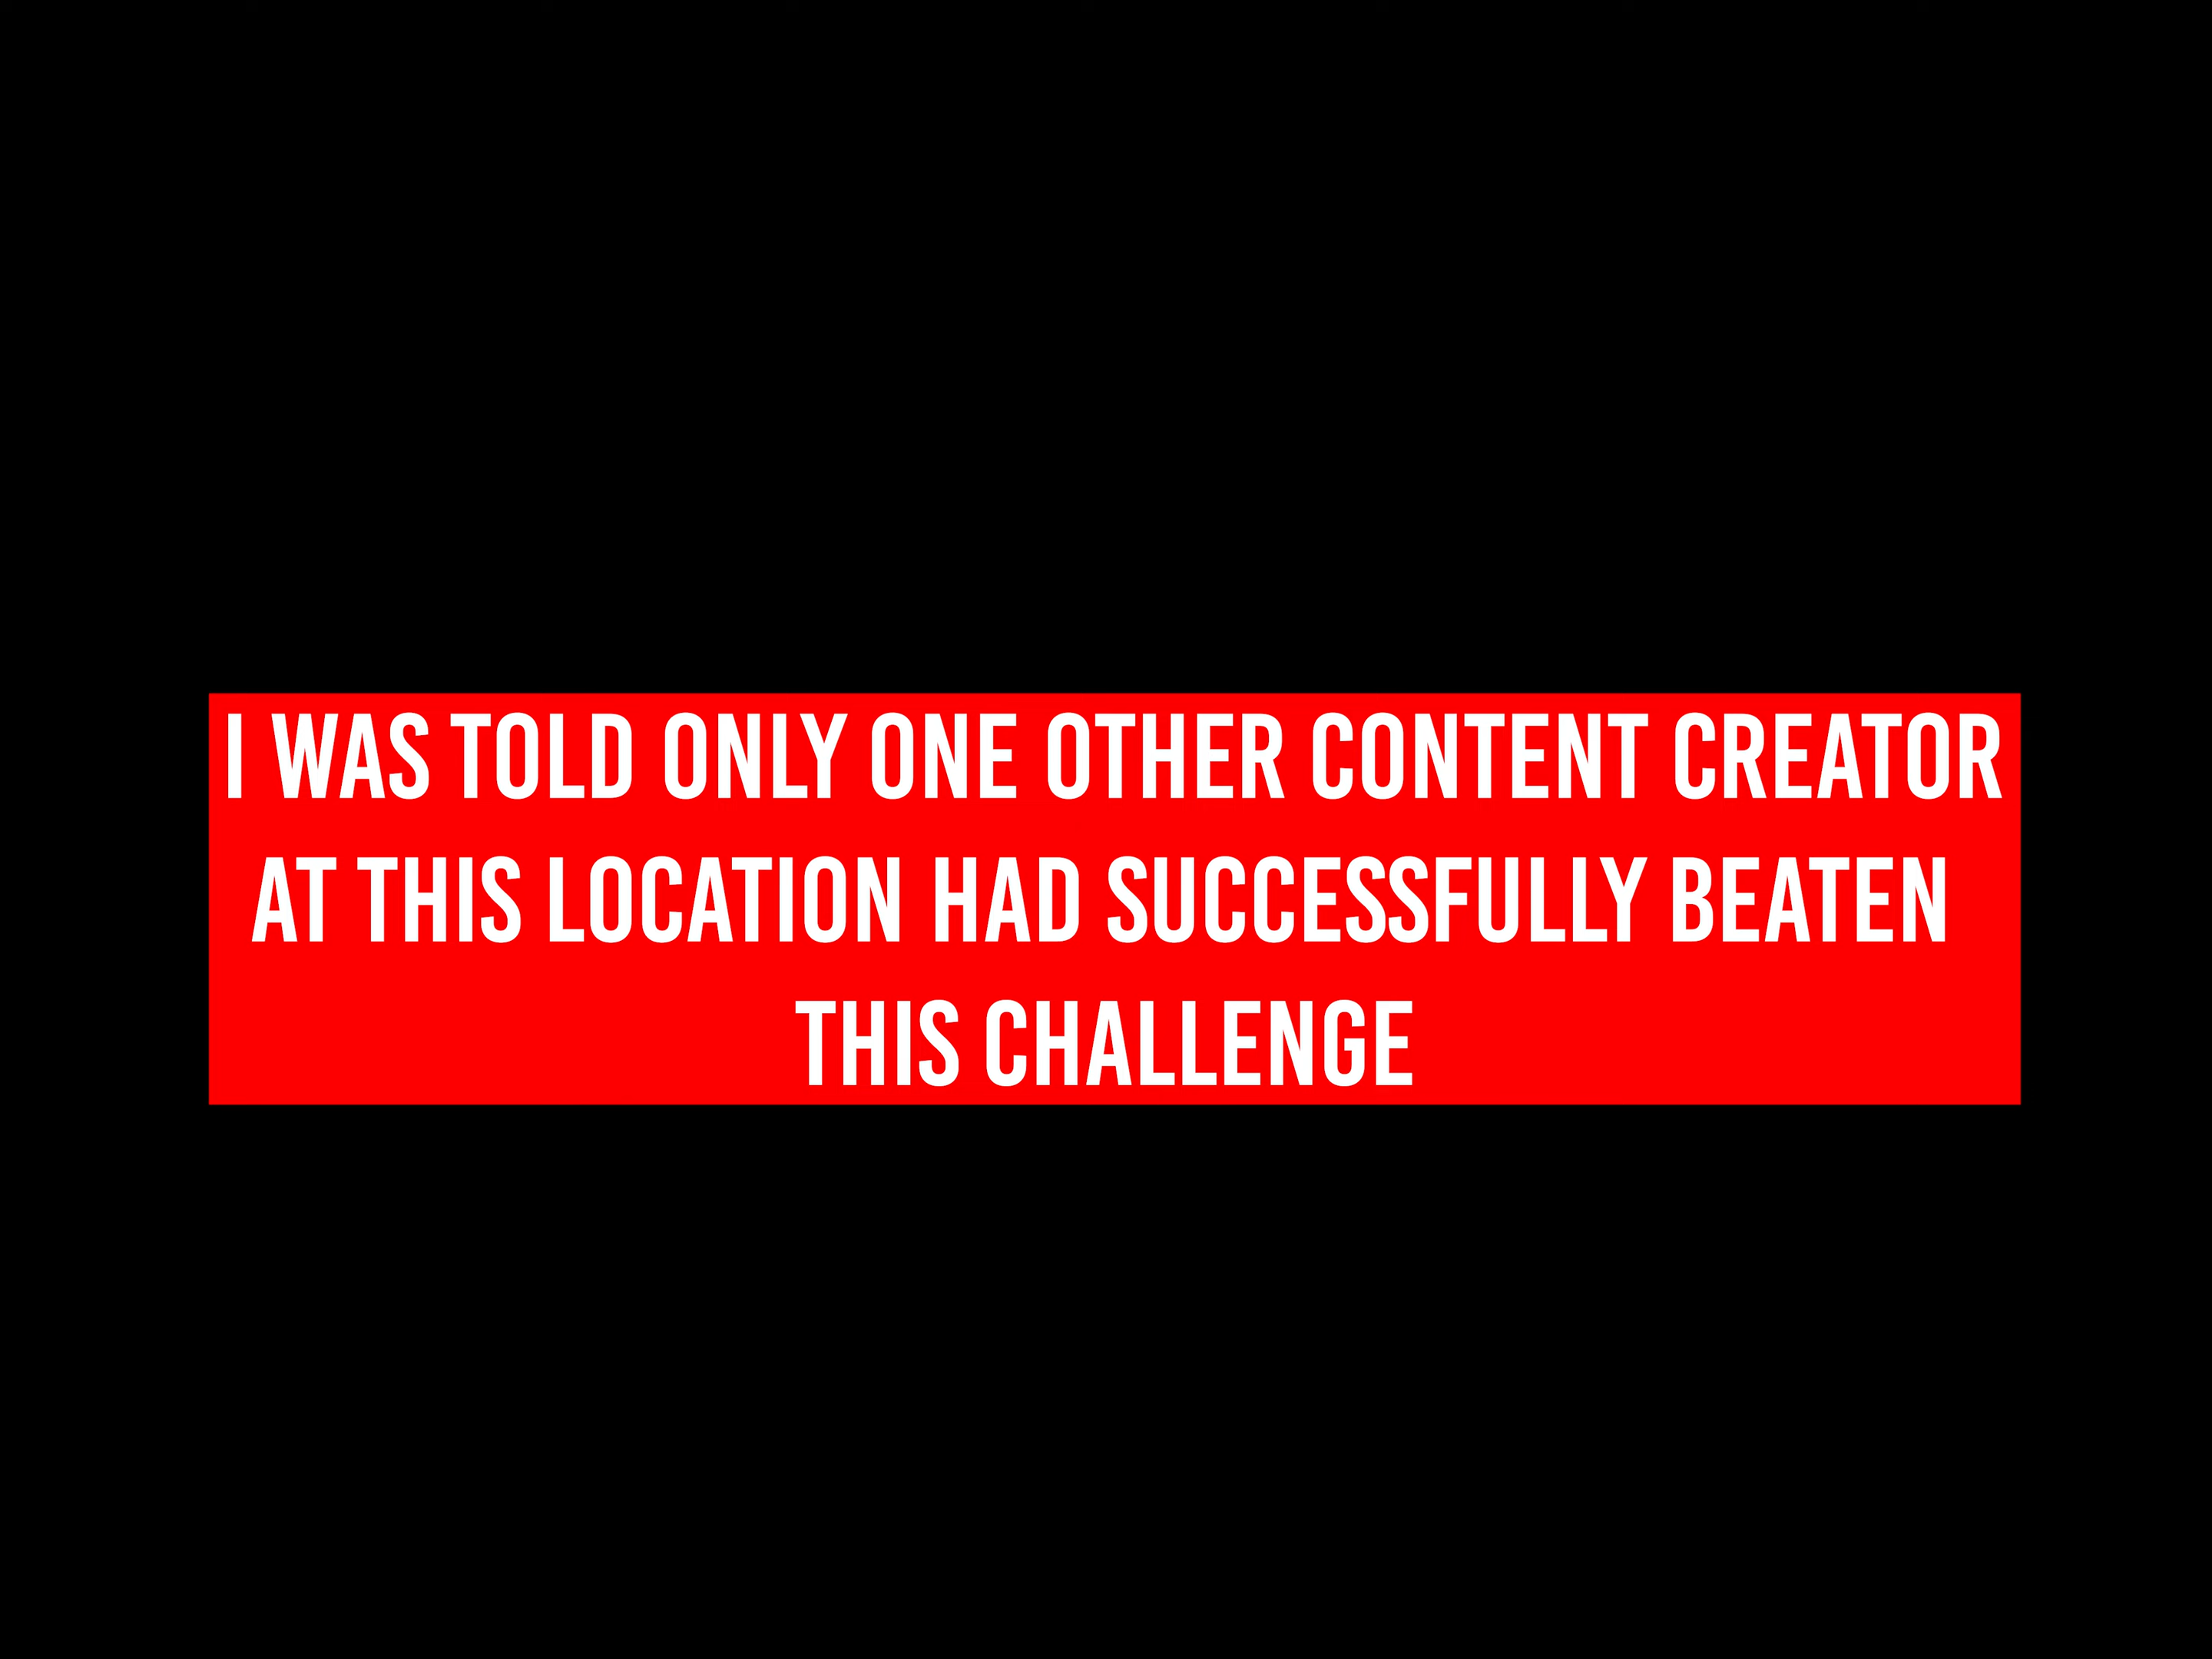 I WAS TOLD ONLY ONE OTHER CONTENT CREATOR
AT THIS LOCATION HAD SUCCESSFULLY BEATEN
THIS CHALLENGE